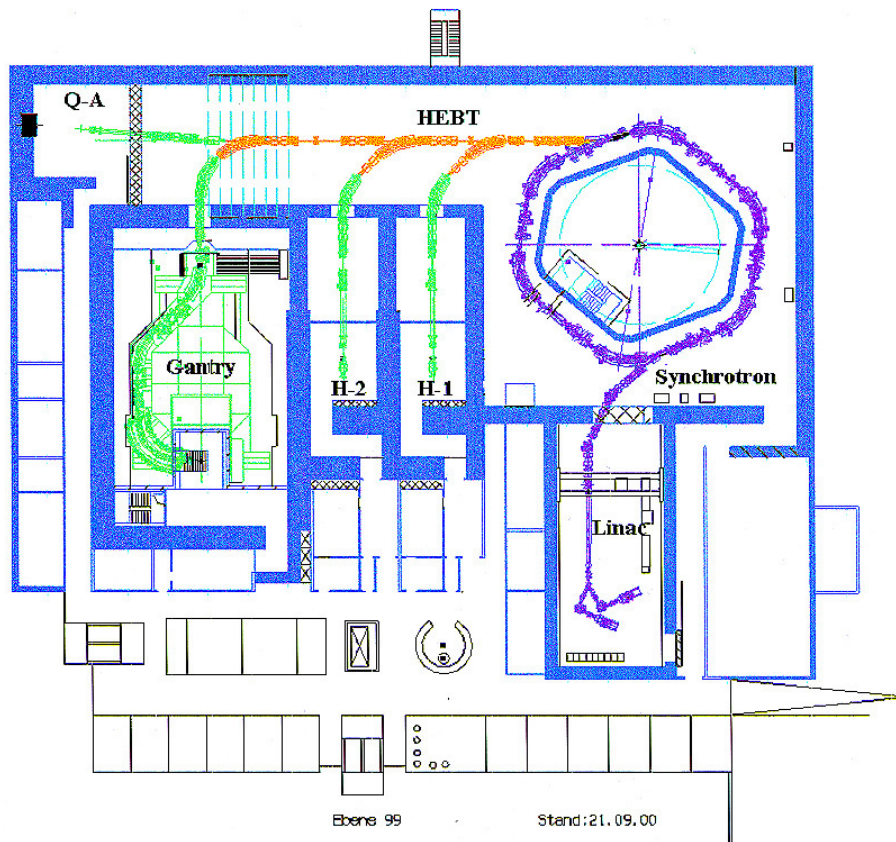 Q-A
HEBT
Gantry
H-2
H-1
Synchrotron
Linac
Ebene 99
Stand:21.09.00